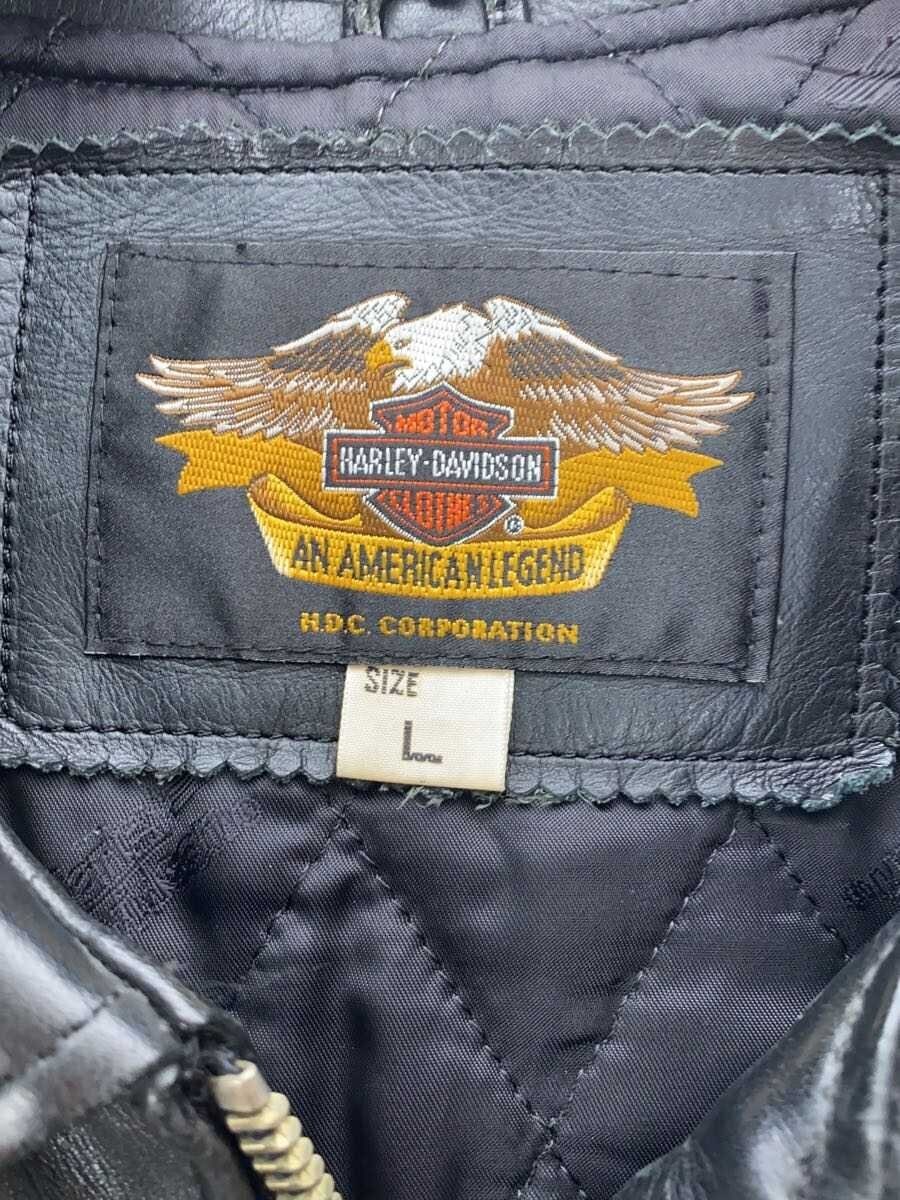 MOTOR
HARLEY-DAVIDSON
CLOTHES
©
AN AMERICAN LEGEND
H.D.C. CORPORATION
SIZE
L